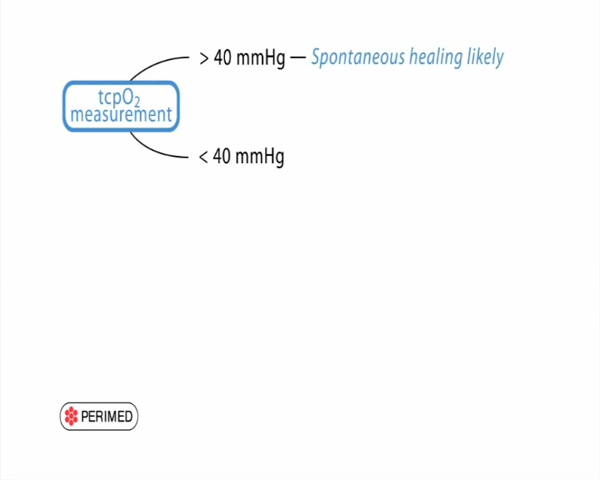 > 40 mmHg — Spontaneous healing likely
tcpO₂
measurement
< 40 mmHg
PERIMED